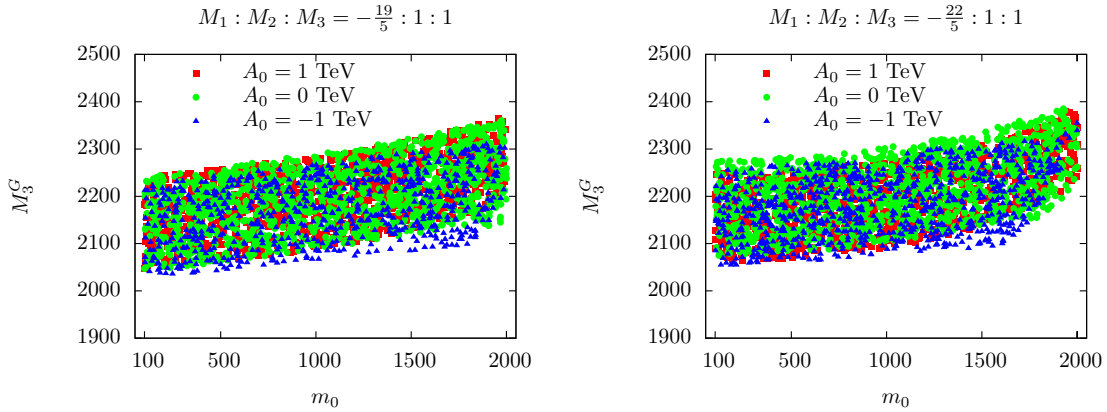 M₁ : M₂ : M₃ = −19/5 : 1 : 1
2500
2400
2300
2200
2100
2000
1900
M₃ᴳ
A₀ = 1 TeV
A₀ = 0 TeV
A₀ = −1 TeV
100 500 1000 1500 2000
m₀
M₁ : M₂ : M₃ = −22/5 : 1 : 1
2500
2400
2300
2200
2100
2000
1900
M₃ᴳ
A₀ = 1 TeV
A₀ = 0 TeV
A₀ = −1 TeV
100 500 1000 1500 2000
m₀